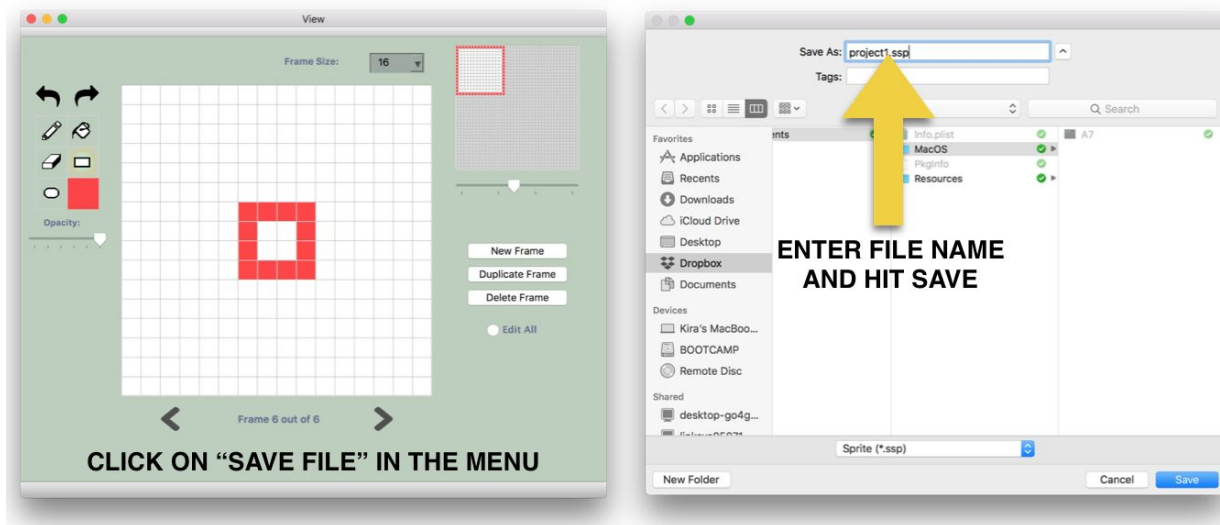 View
Frame Size:
16
Opacity:
New Frame
Duplicate Frame
Delete Frame
Edit All
Frame 6 out of 6
CLICK ON “SAVE FILE” IN THE MENU
Save As: project1.ssp
Tags:
Search
Favorites
Applications
Recents
Downloads
iCloud Drive
Desktop
Dropbox
Documents
Devices
Kira's MacBoo...
BOOTCAMP
Remote Disc
Shared
desktop-go4g...
Info.plist
MacOS
PkgInfo
Resources
A7
ENTER FILE NAME
AND HIT SAVE
Sprite (*.ssp)
New Folder
Cancel
Save